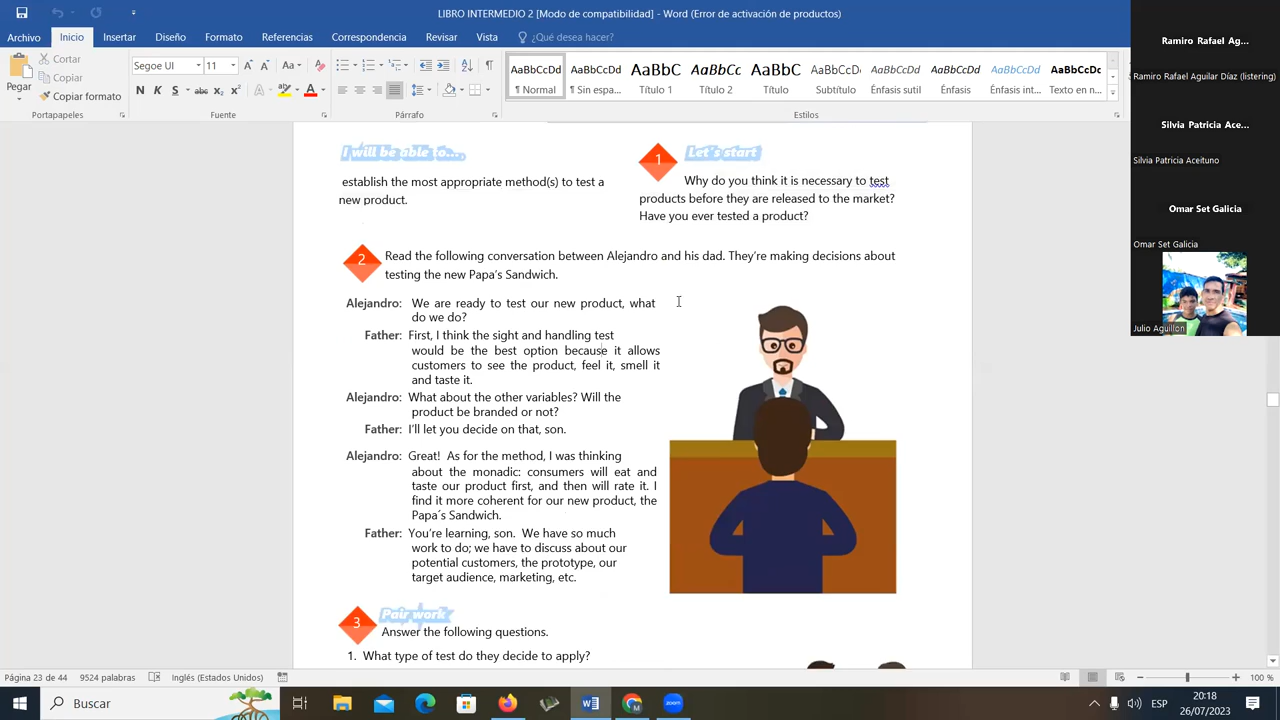 LIBRO INTERMEDIO 2 [Modo de compatibilidad] - Word (Error de activación de productos)
Archivo Inicio Insertar Diseño Formato Referencias Correspondencia Revisar Vista ¿Qué desea hacer?
Pegar
Cortar
Copiar
Copiar formato
Portapapeles
Segoe UI 11
N K S abc x₂ x²
Fuente
Párrafo
AaBbCcDd AaBbCcDd AaBbC AaBbCc AaBbC AaBbCcD AaBbCcDd AaBbCcDd AaBbCcDd AaBbCc
¶ Normal ¶ Sin espa... Título 1 Título 2 Título Subtítulo Énfasis sutil Énfasis Énfasis int... Texto en n...
Estilos
I will be able to...,
establish the most appropriate method(s) to test a
new product.
1 Let´s start
Why do you think it is necessary to test
products before they are released to the market?
Have you ever tested a product?
2 Read the following conversation between Alejandro and his dad. They're making decisions about
testing the new Papa's Sandwich.
Alejandro: We are ready to test our new product, what
do we do?
Father: First, I think the sight and handling test
would be the best option because it allows
customers to see the product, feel it, smell it
and taste it.
Alejandro: What about the other variables? Will the
product be branded or not?
Father: I'll let you decide on that, son.
Alejandro: Great! As for the method, I was thinking
about the monadic: consumers will eat and
taste our product first, and then will rate it. I
find it more coherent for our new product, the
Papa´s Sandwich.
Father: You're learning, son. We have so much
work to do; we have to discuss about our
potential customers, the prototype, our
target audience, marketing, etc.
3 Pair work
Answer the following questions.
1. What type of test do they decide to apply?
Ramiro Rafael Ag...
Ramiro Rafael Aguilar Díaz (listering)
Silvia Patricia Ace...
Silvia Patricia Aceituno
Omar Set Galicia
Omar Set Galicia
Julio Aguillon
Página 23 de 44 9524 palabras Inglés (Estados Unidos) 100 %
Buscar
zoom
ESP
20:18
26/07/2023